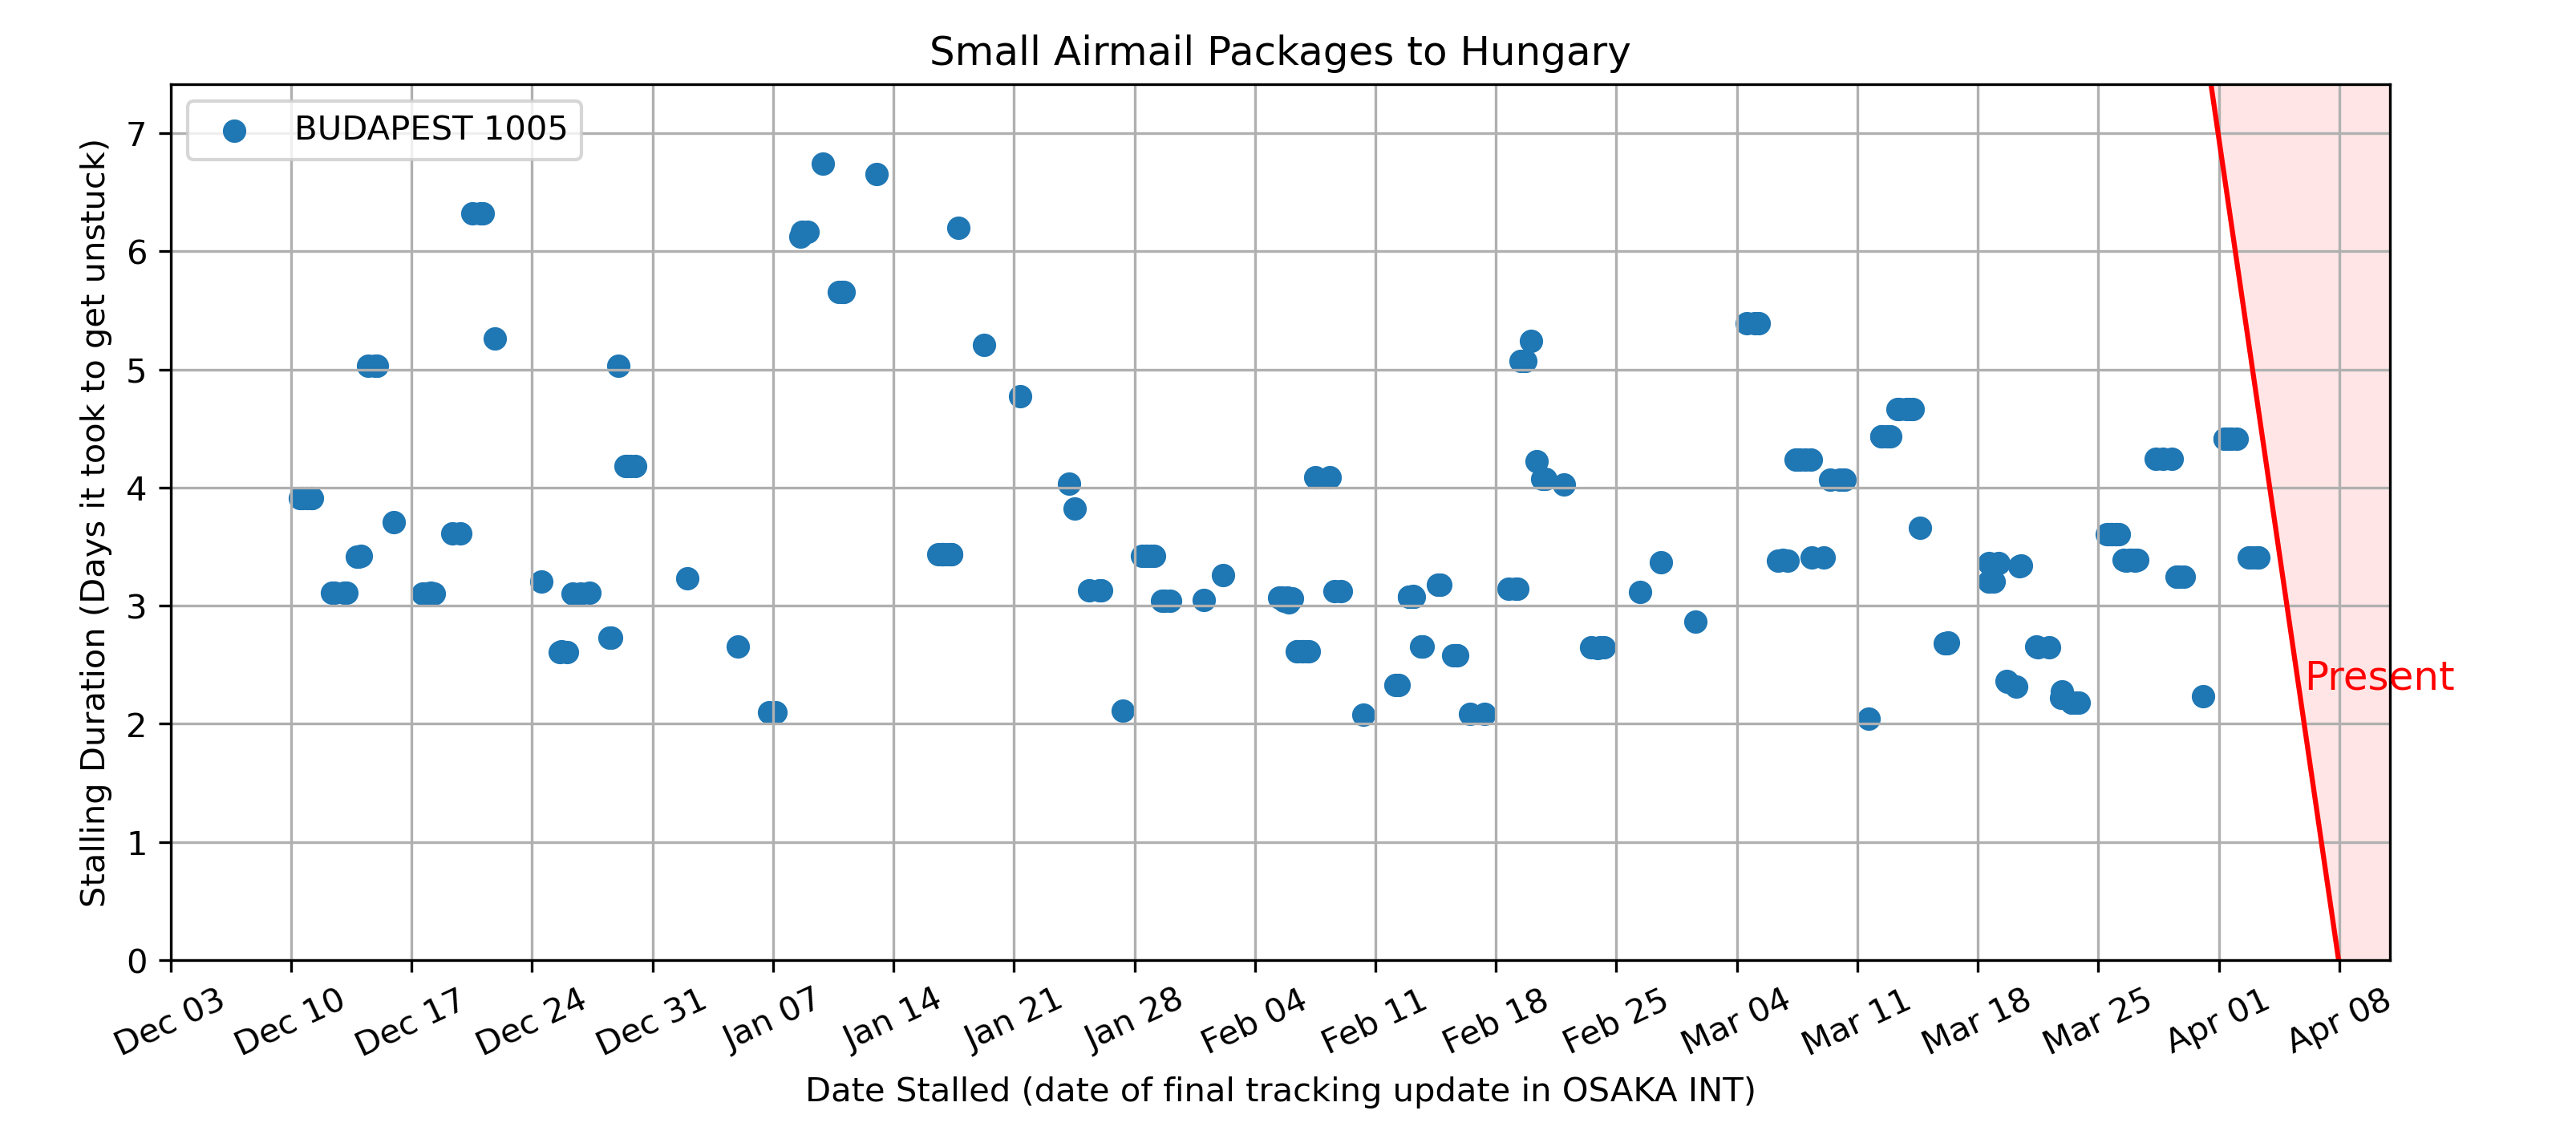 Small Airmail Packages to Hungary
BUDAPEST 1005
Stalling Duration (Days it took to get unstuck)
7
6
5
4
3
2
1
0
Present
Dec 03
Dec 10
Dec 17
Dec 24
Dec 31
Jan 07
Jan 14
Jan 21
Jan 28
Feb 04
Feb 11
Feb 18
Feb 25
Mar 04
Mar 11
Mar 18
Mar 25
Apr 01
Apr 08
Date Stalled (date of final tracking update in OSAKA INT)